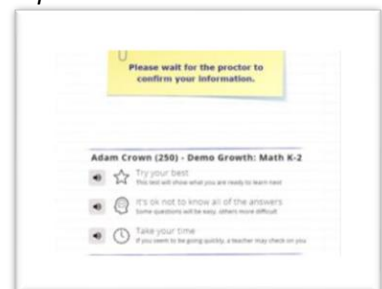 Please wait for the proctor to
confirm your information.
Adam Crown (250) - Demo Growth: Math K-2
Try your best
This test will show what you are ready to learn next
It's ok not to know all of the answers
Some questions will be easy, others more difficult
Take your time
If you seem to be going quickly, a teacher may check on you